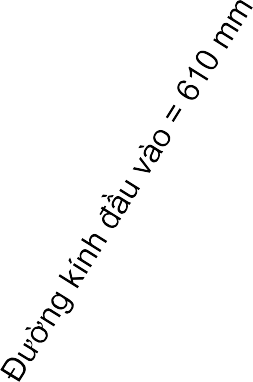 Đường kính đầu vào = 610 mm